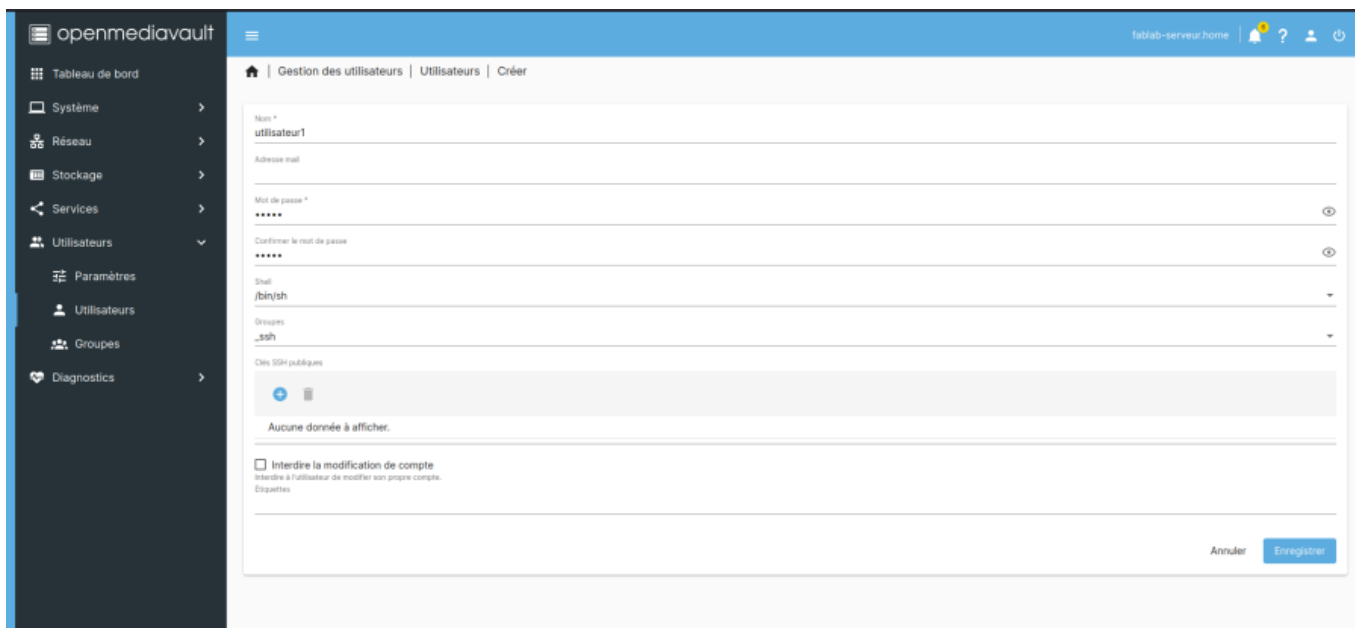 openmediavault
fablab-serveur.home
?
Tableau de bord
Système
Réseau
Stockage
Services
Utilisateurs
Paramètres
Utilisateurs
Groupes
Diagnostics
| Gestion des utilisateurs | Utilisateurs | Créer
Nom *
utilisateur1
Adresse mail
Mot de passe *
•••••
Confirmer le mot de passe
•••••
Shell
/bin/sh
Groupes
_ssh
Clés SSH publiques
Aucune donnée à afficher.
Interdire la modification de compte
Interdire à l'utilisateur de modifier son propre compte.
Étiquettes
Annuler
Enregistrer